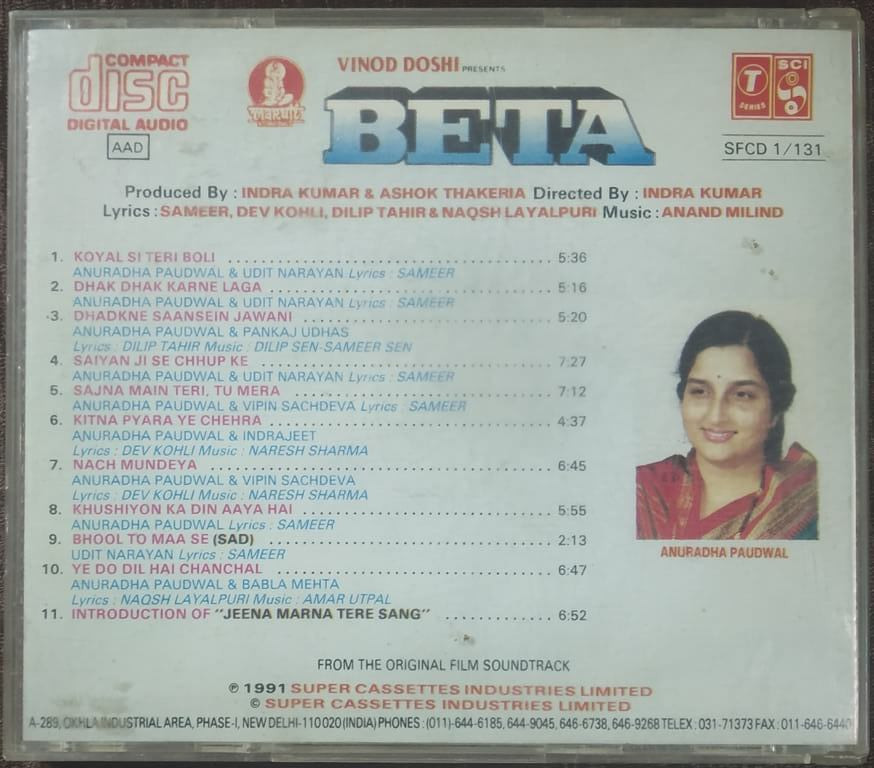 COMPACT
disc
DIGITAL AUDIO
AAD
VINOD DOSHI PRESENTS
BETA
T
SERIES
SCI
SFCD 1/131
Produced By : INDRA KUMAR & ASHOK THAKERIA Directed By : INDRA KUMAR
Lyrics : SAMEER, DEV KOHLI, DILIP TAHIR & NAQSH LAYALPURI Music : ANAND MILIND
1. KOYAL SI TERI BOLI 5:36
ANURADHA PAUDWAL & UDIT NARAYAN Lyrics : SAMEER
2. DHAK DHAK KARNE LAGA 5:16
ANURADHA PAUDWAL & UDIT NARAYAN Lyrics : SAMEER
3. DHADKNE SAANSEIN JAWANI 5:20
ANURADHA PAUDWAL & PANKAJ UDHAS
Lyrics : DILIP TAHIR Music : DILIP SEN-SAMEER SEN
4. SAIYAN JI SE CHHUP KE 7:27
ANURADHA PAUDWAL & UDIT NARAYAN Lyrics : SAMEER
5. SAJNA MAIN TERI, TU MERA 7:12
ANURADHA PAUDWAL & VIPIN SACHDEVA Lyrics : SAMEER
6. KITNA PYARA YE CHEHRA 4:37
ANURADHA PAUDWAL & INDRAJEET
Lyrics : DEV KOHLI Music : NARESH SHARMA
7. NACH MUNDEYA 6:45
ANURADHA PAUDWAL & VIPIN SACHDEVA
Lyrics : DEV KOHLI Music : NARESH SHARMA
8. KHUSHIYON KA DIN AAYA HAI 5:55
ANURADHA PAUDWAL Lyrics : SAMEER
9. BHOOL TO MAA SE (SAD) 2:13
UDIT NARAYAN Lyrics : SAMEER
10. YE DO DIL HAI CHANCHAL 6:47
ANURADHA PAUDWAL & BABLA MEHTA
Lyrics : NAQSH LAYALPURI Music : AMAR UTPAL
11. INTRODUCTION OF "JEENA MARNA TERE SANG" 6:52
ANURADHA PAUDWAL
FROM THE ORIGINAL FILM SOUNDTRACK
℗ 1991 SUPER CASSETTES INDUSTRIES LIMITED
© SUPER CASSETTES INDUSTRIES LIMITED
A-289, OKHLA INDUSTRIAL AREA, PHASE-I, NEW DELHI-110 020 (INDIA) PHONES : (011)-644-6185, 644-9045, 646-6738, 646-9268 TELEX : 031-71373 FAX : 011-646-6440